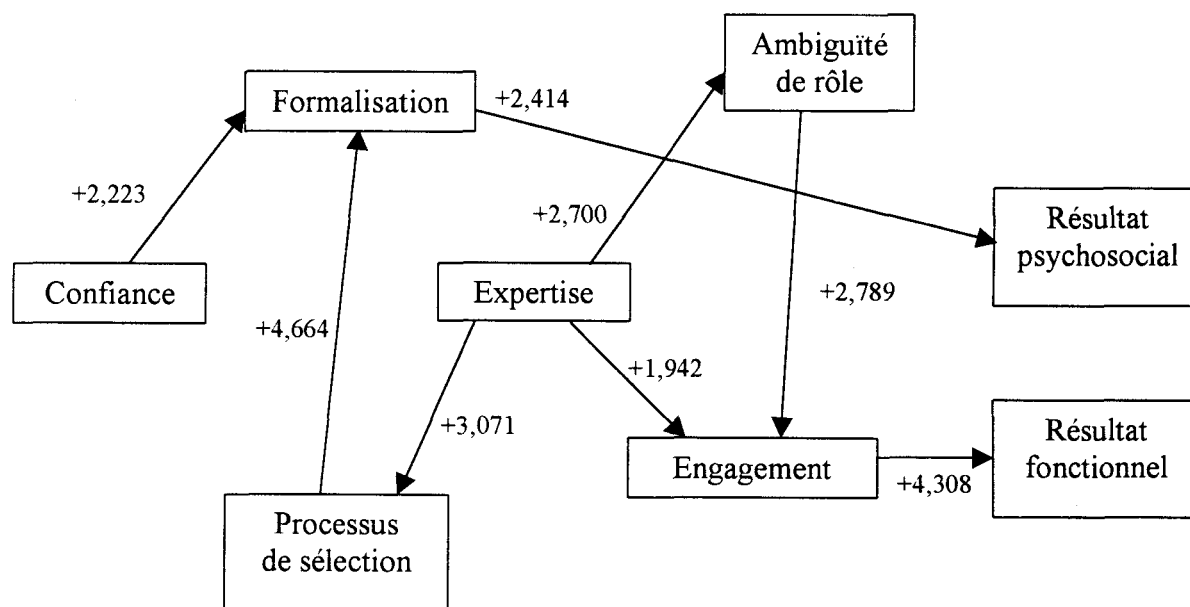 Ambiguïté
de rôle
Formalisation
+2,414
+2,223
+2,700
Résultat
psychosocial
Confiance
Expertise
+2,789
+4,664
+1,942
+3,071
Résultat
fonctionnel
Engagement
+4,308
Processus
de sélection